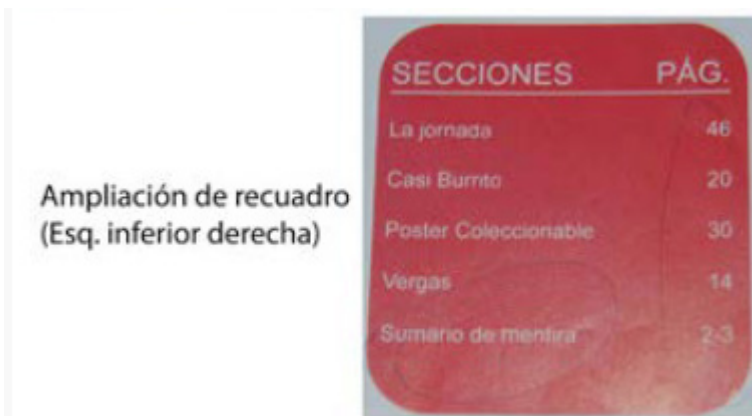 Ampliación de recuadro
(Esq. inferior derecha)
SECCIONES PÁG.
La jornada 46
Casi Burrito 20
Poster Coleccionable 30
Vergas 14
Sumario de mentira 2-3